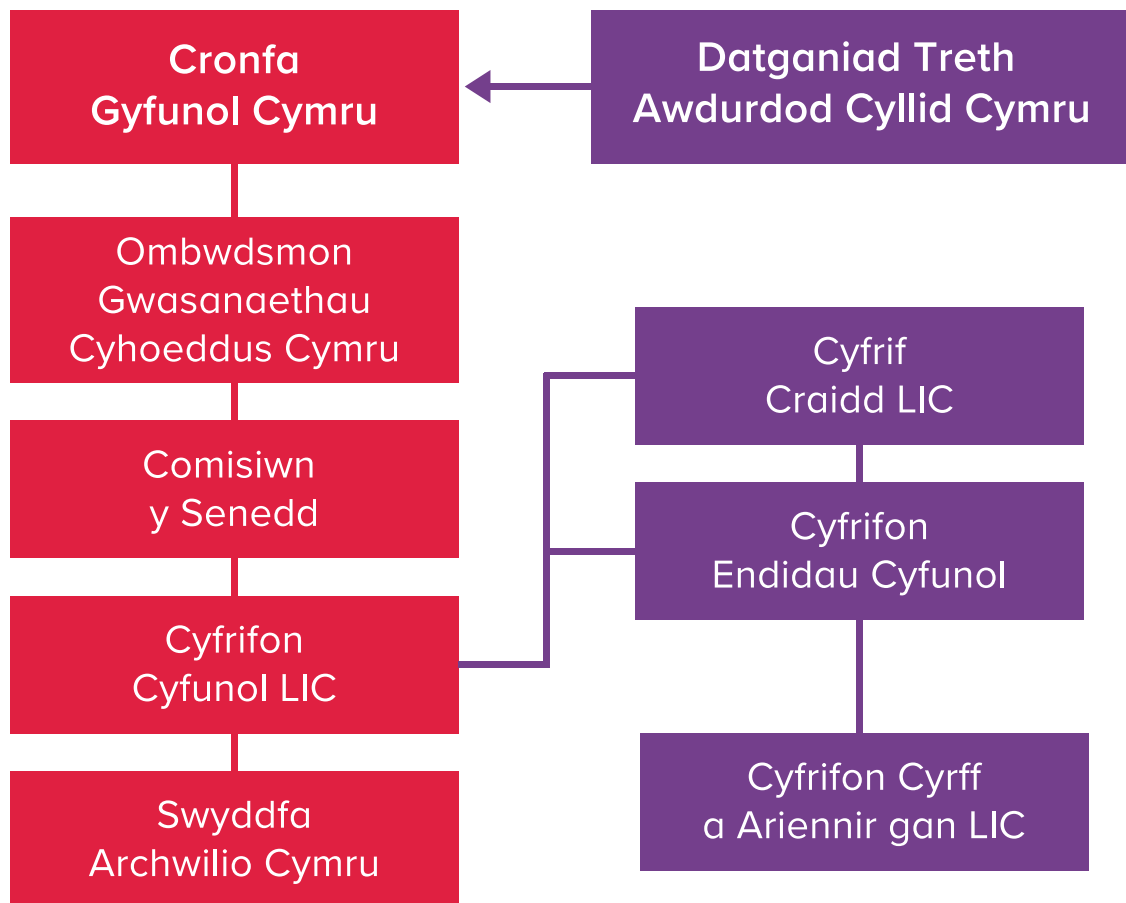 Cronfa
Gyfunol Cymru
Datganiad Treth
Awdurdod Cyllid Cymru
Ombwdsmon
Gwasanaethau
Cyhoeddus Cymru
Comisiwn
y Senedd
Cyfrifon
Cyfunol LIC
Swyddfa
Archwilio Cymru
Cyfrif
Craidd LIC
Cyfrifon
Endidau Cyfunol
Cyfrifon Cyrff
a Ariennir gan LIC